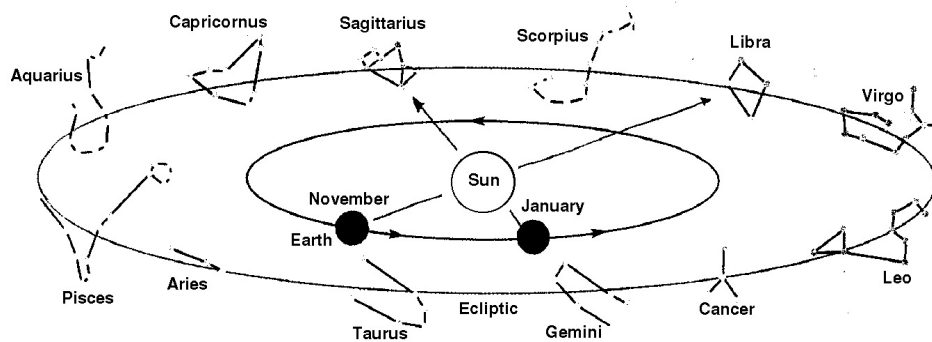 Capricornus
Sagittarius
Scorpius
Libra
Aquarius
Virgo
Sun
November
January
Earth
Pisces
Aries
Taurus
Ecliptic
Gemini
Cancer
Leo